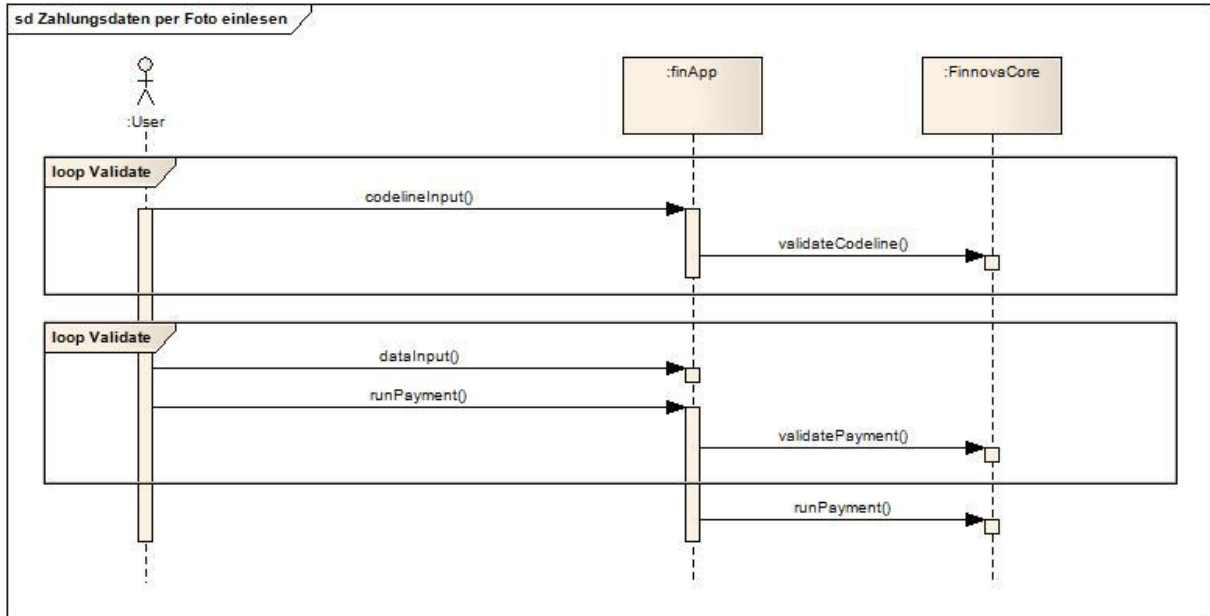 sd Zahlungsdaten per Foto einlesen
:User
:finApp
:FinnovaCore
loop Validate
codelineInput()
validateCodeline()
loop Validate
dataInput()
runPayment()
validatePayment()
runPayment()